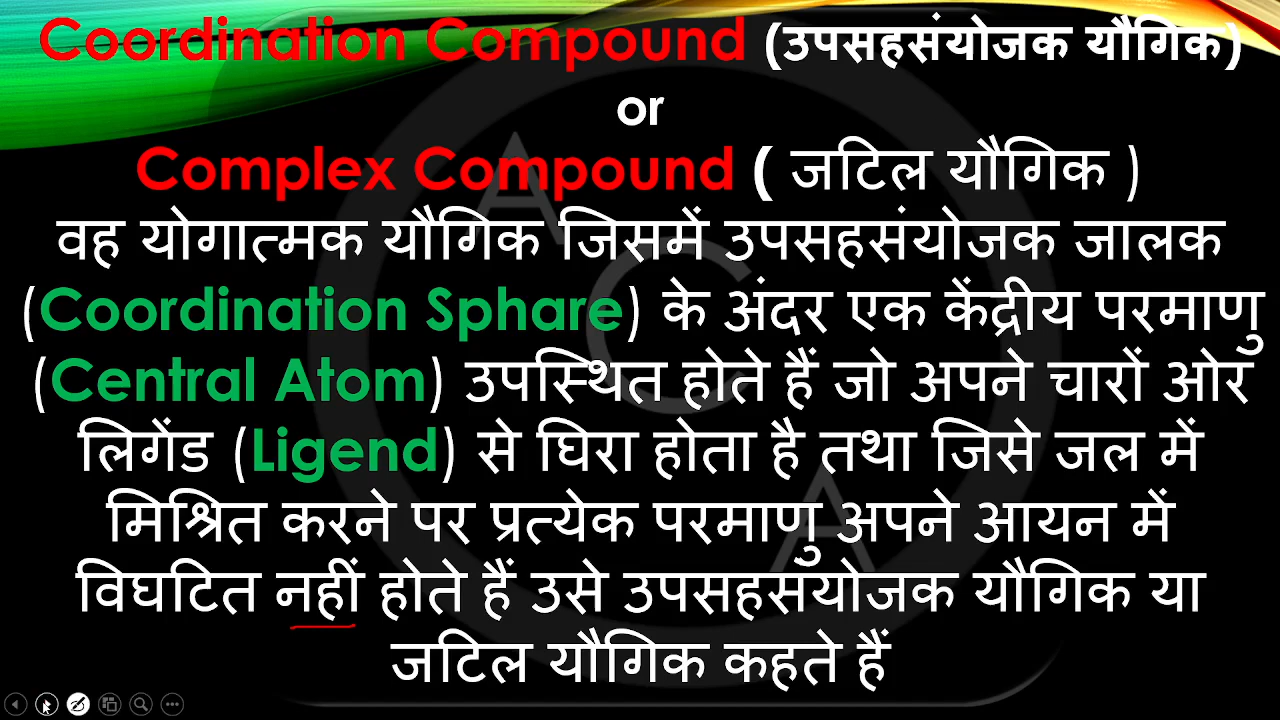 Coordination Compound (उपसहसंयोजक यौगिक)
or
Complex Compound ( जटिल यौगिक )
वह योगात्मक यौगिक जिसमें उपसहसंयोजक जालक
(Coordination Sphare) के अंदर एक केंद्रीय परमाणु
(Central Atom) उपस्थित होते हैं जो अपने चारों ओर
लिगेंड (Ligend) से घिरा होता है तथा जिसे जल में
मिश्रित करने पर प्रत्येक परमाणु अपने आयन में
विघटित नहीं होते हैं उसे उपसहसंयोजक यौगिक या
जटिल यौगिक कहते हैं
A
G
A